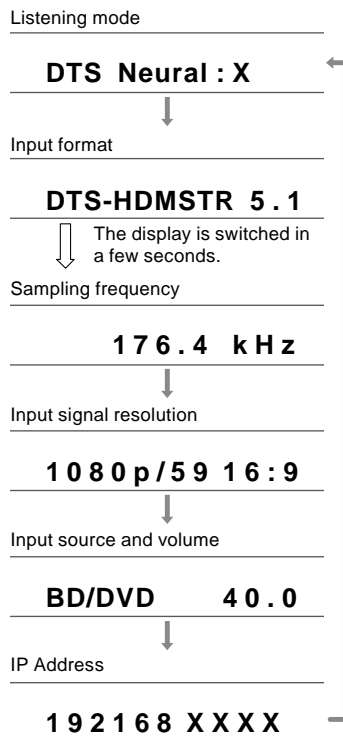 Listening mode
DTS Neural : X
Input format
DTS-HDMSTR 5.1
The display is switched in
a few seconds.
Sampling frequency
176.4 kHz
Input signal resolution
1080p/59 16:9
Input source and volume
BD/DVD 40.0
IP Address
192168 XXXX